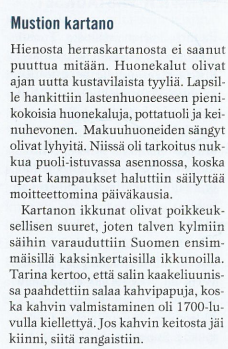 Mustion kartano
Hienosta herraskartanosta ei saanut
puuttua mitään. Huonekalut olivat
ajan uutta kustavilaista tyyliä. Lapsil-
le hankittiin lastenhuoneeseen pieni-
kokoisia huonekaluja, pottatuoli ja kei-
nuhevonen. Makuuhuoneiden sängyt
olivat lyhyitä. Niissä oli tarkoitus nuk-
kua puoli-istuvassa asennossa, koska
upeat kampaukset haluttiin säilyttää
moitteettomina päiväkausia.
Kartanon ikkunat olivat poikkeuk-
sellisen suuret, joten talven kylmiin
säihin varauduttiin Suomen ensim-
mäisillä kaksinkertaisilla ikkunoilla.
Tarina kertoo, että salin kaakeliuunis-
sa paahdettiin salaa kahvipapuja, kos-
ka kahvin valmistaminen oli 1700-lu-
vulla kiellettyä. Jos kahvin keitosta jäi
kiinni, siitä rangaistiin.